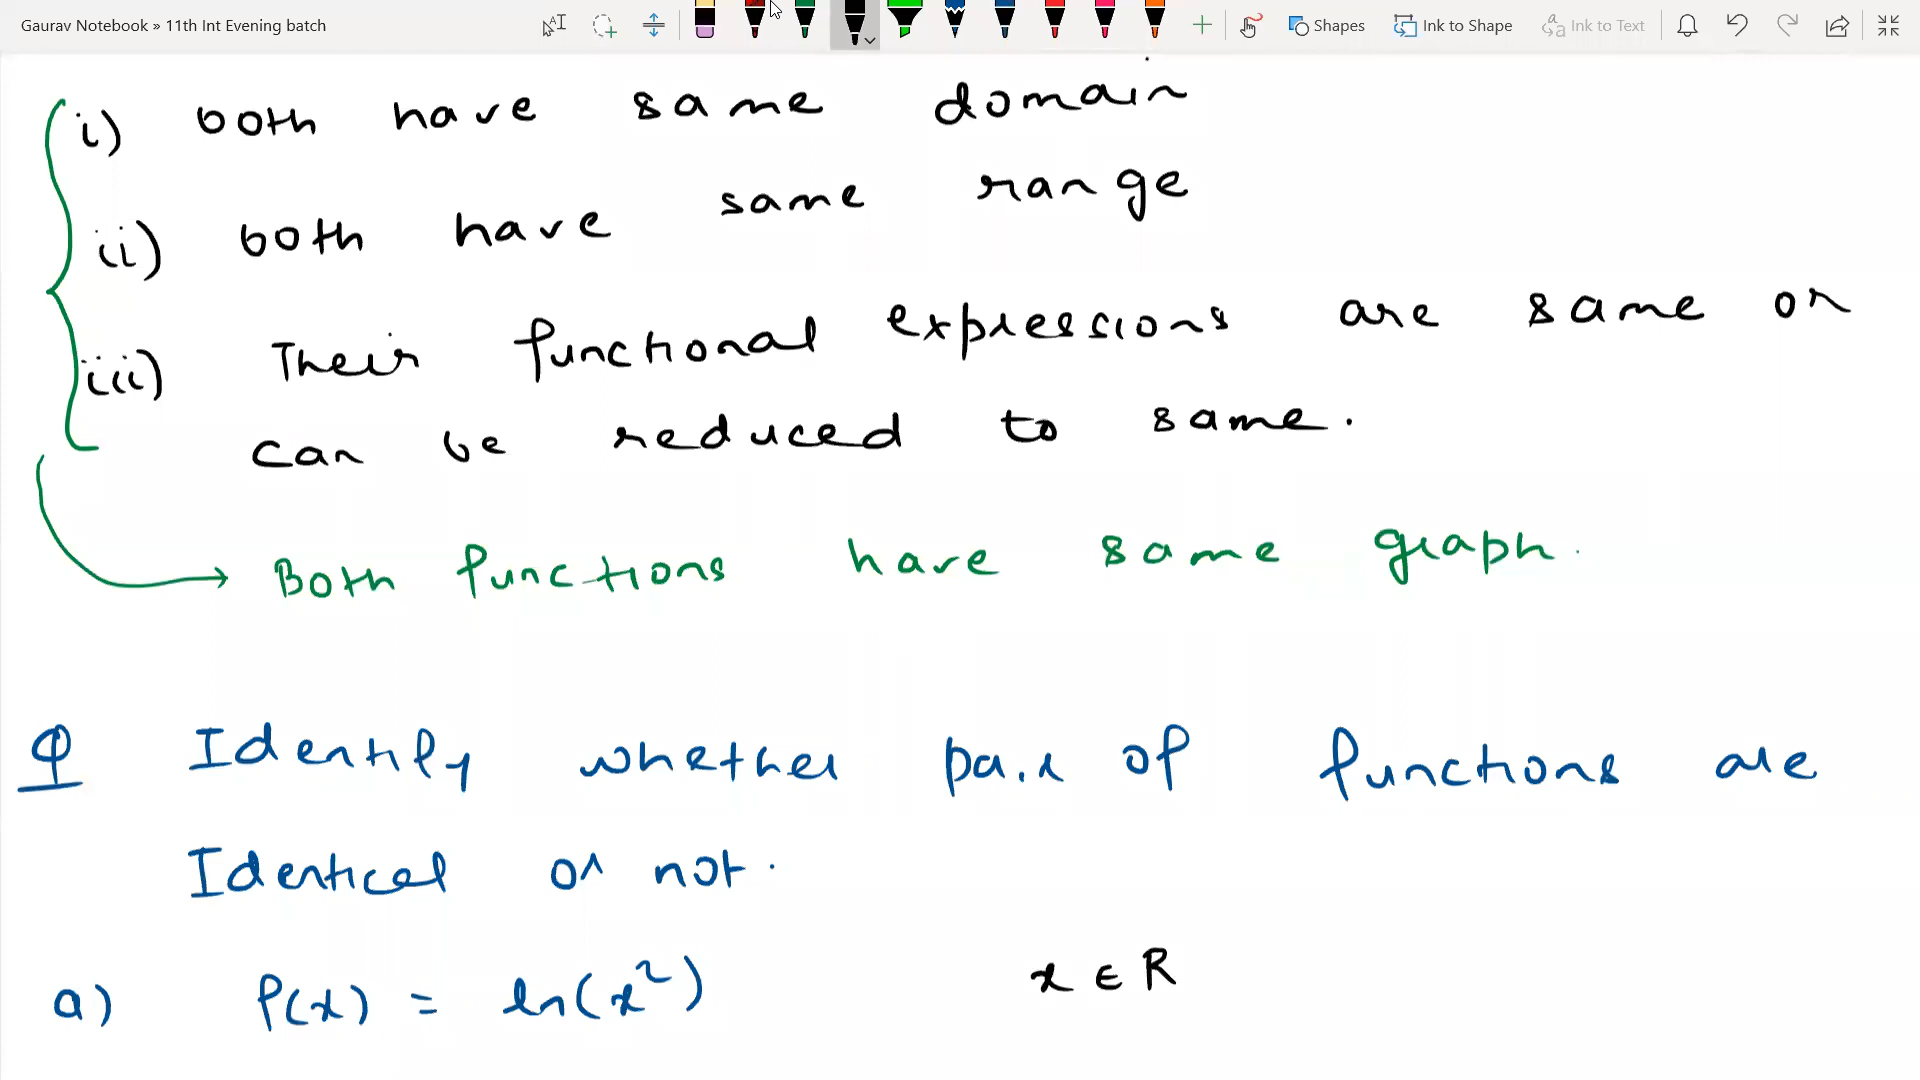 Gaurav Notebook » 11th Int Evening batch
Shapes
Ink to Shape
Ink to Text
i) both have same domain
ii) both have same range
iii) Their functional expressions are same or
can be reduced to same.
Both functions have same graph.
Q Identify whether pair of functions are
Identical or not.
a) f(x) = ln(x²) x ∈ R